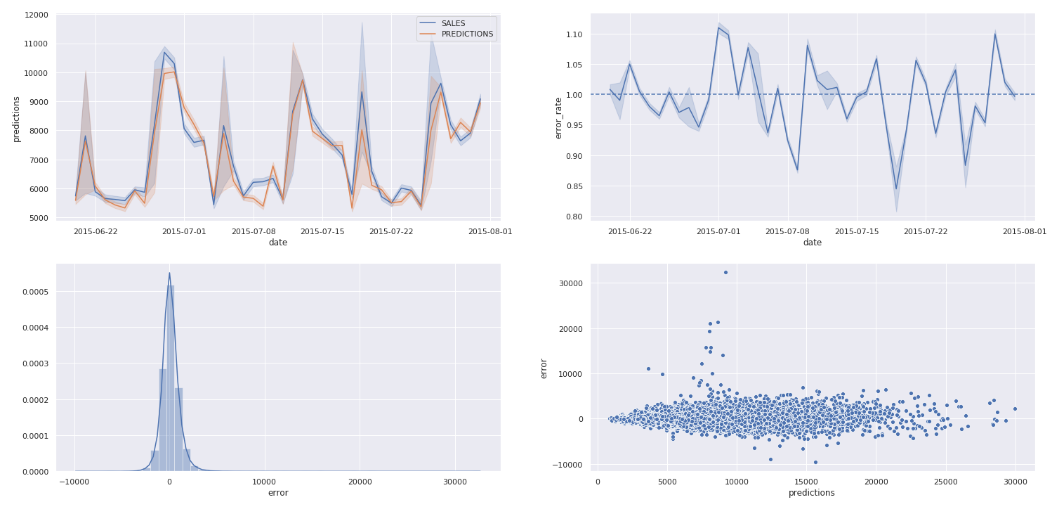 12000
11000
10000
9000
8000
7000
6000
5000
predictions
SALES
PREDICTIONS
2015-06-22 2015-07-01 2015-07-08 2015-07-15 2015-07-22 2015-08-01
date
1.10
1.05
1.00
0.95
0.90
0.85
0.80
error_rate
2015-06-22 2015-07-01 2015-07-08 2015-07-15 2015-07-22 2015-08-01
date
0.0005
0.0004
0.0003
0.0002
0.0001
0.0000
−10000 0 10000 20000 30000
error
30000
20000
10000
0
−10000
error
0 5000 10000 15000 20000 25000 30000
predictions